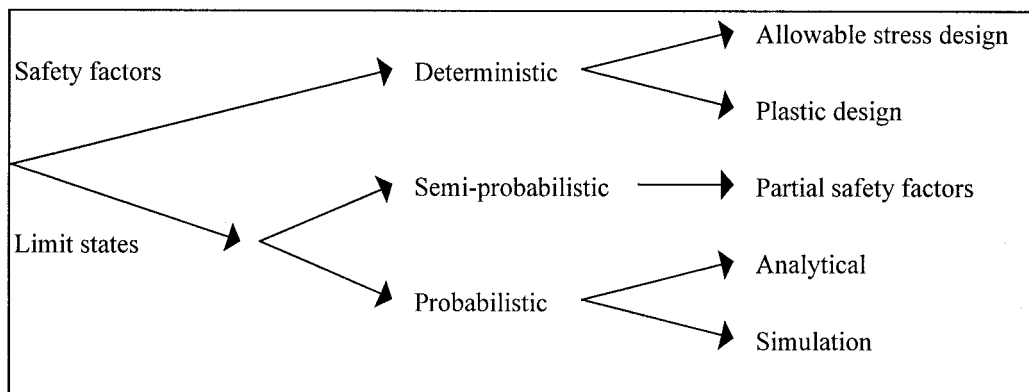 Safety factors
Limit states
Deterministic
Semi-probabilistic
Probabilistic
Allowable stress design
Plastic design
Partial safety factors
Analytical
Simulation